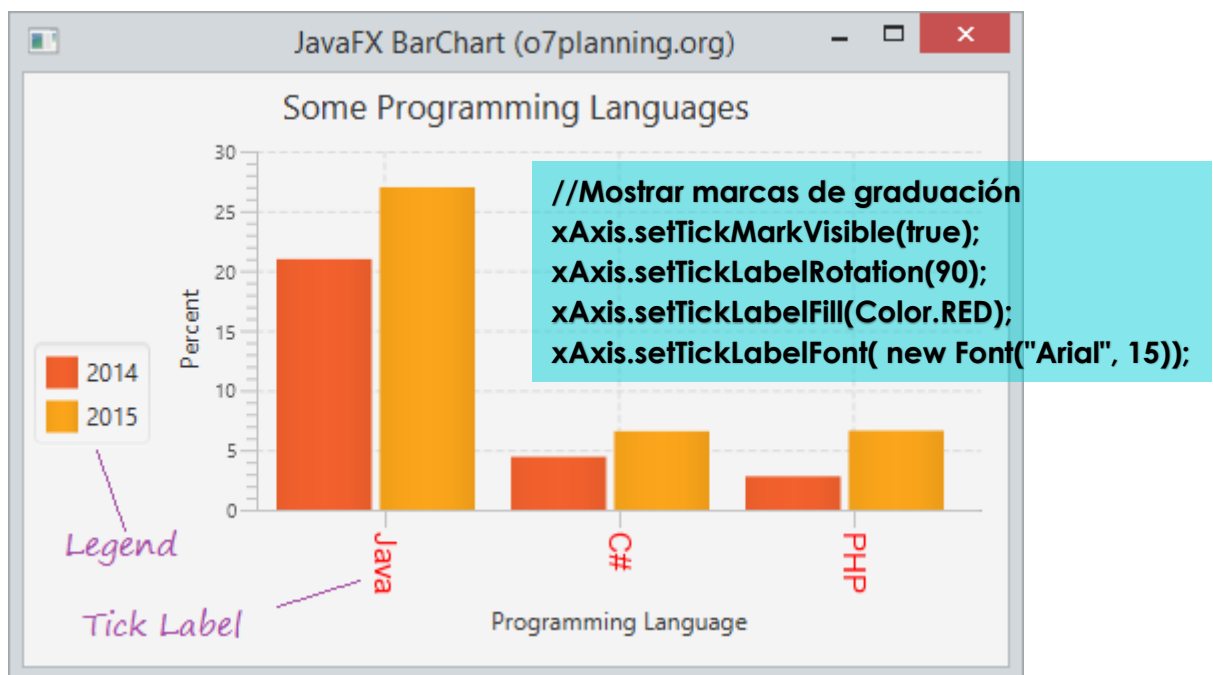 JavaFX BarChart (o7planning.org)
Some Programming Languages
30
25
20
15
10
5
0
Percent
//Mostrar marcas de graduación
xAxis.setTickMarkVisible(true);
xAxis.setTickLabelRotation(90);
xAxis.setTickLabelFill(Color.RED);
xAxis.setTickLabelFont( new Font("Arial", 15));
2014
2015
Legend
Java
C#
PHP
Tick Label
Programming Language